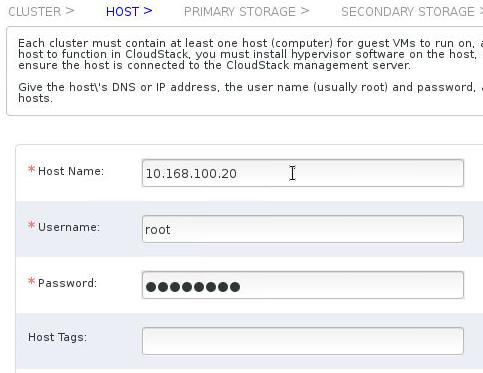 CLUSTER > HOST > PRIMARY STORAGE > SECONDARY STORAGE >
Each cluster must contain at least one host (computer) for guest VMs to run on,
host to function in CloudStack, you must install hypervisor software on the host,
ensure the host is connected to the CloudStack management server.
Give the host\'s DNS or IP address, the user name (usually root) and password,
hosts.
* Host Name: 10.168.100.20
* Username: root
* Password: ●●●●●●●●
Host Tags: